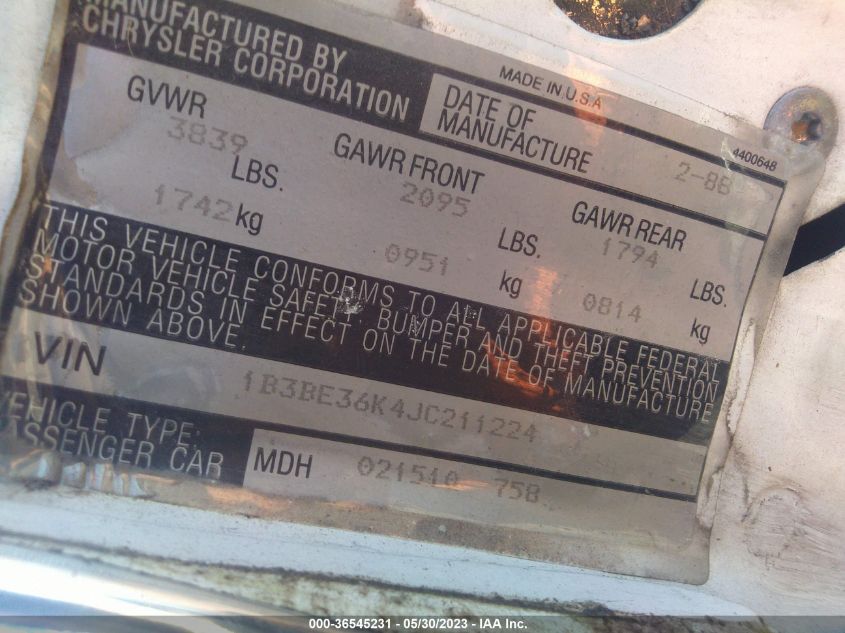 MANUFACTURED BY
CHRYSLER CORPORATION
MADE IN U.S.A
DATE OF
MANUFACTURE 2-88
4400648
GVWR
3839
LBS.
1742 kg
GAWR FRONT
2095
LBS.
0951
kg
GAWR REAR
1794
LBS.
0814
kg
THIS VEHICLE CONFORMS TO ALL APPLICABLE FEDERAL
MOTOR VEHICLE SAFETY, BUMPER AND THEFT PREVENTION
STANDARDS IN EFFECT ON THE DATE OF MANUFACTURE
SHOWN ABOVE.
VIN 1B3BE36K4JC211224
VEHICLE TYPE:
PASSENGER CAR
MDH 021510 75B
000-36545231 - 05/30/2023 - IAA Inc.